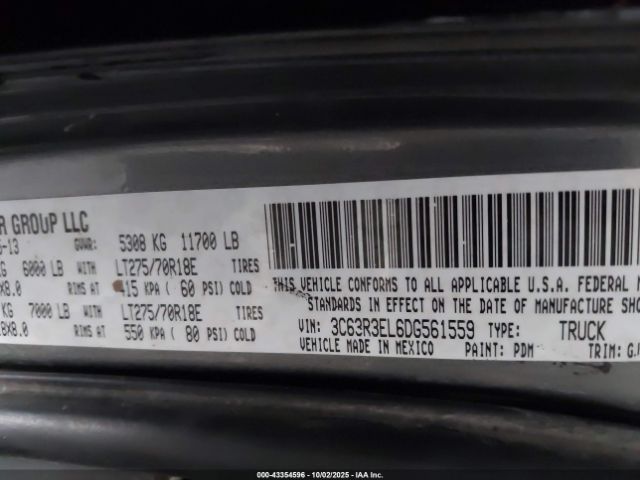 R GROUP LLC
-13 GVWR: 5308 KG 11700 LB
KG 6000 LB WITH LT275/70R18E TIRES
X8.0 RIMS AT 415 KPA ( 60 PSI) COLD
KG 7000 LB WITH LT275/70R18E TIRES
8X8.0 RIMS AT 550 KPA ( 80 PSI) COLD
THIS VEHICLE CONFORMS TO ALL APPLICABLE U.S.A. FEDERAL
STANDARDS IN EFFECT ON THE DATE OF MANUFACTURE SHO
VIN: 3C63R3EL6DG561559 TYPE: TRUCK
VEHICLE MADE IN MEXICO PAINT: PDM TRIM:
000-43354596 - 10/02/2025 - IAA Inc.